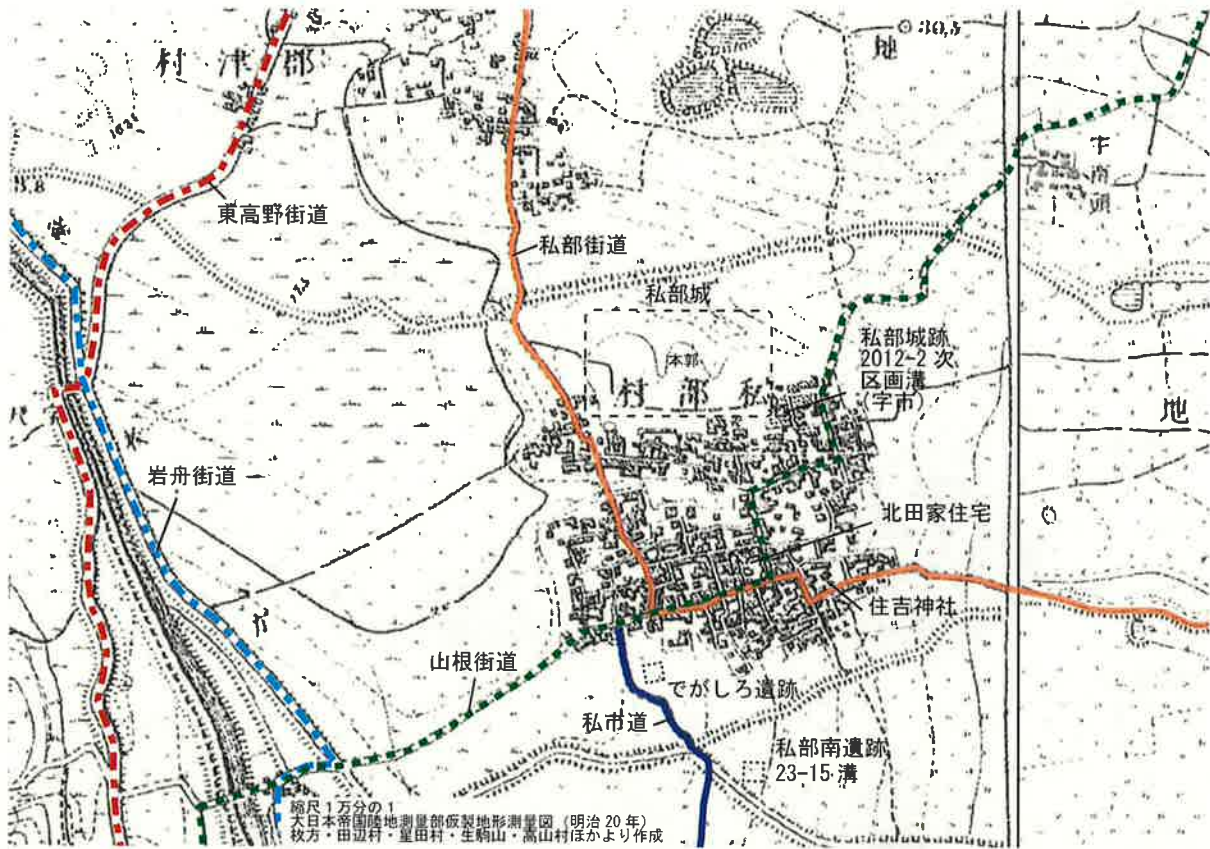 村津郡
地
30.5
東高野街道
私部街道
私部城
本郭
私部城跡
2012-2 次
区画溝
(字市)
村部私
地
岩舟街道
北田家住宅
住吉神社
山根街道
でがしろ遺跡
私市道
私部南遺跡
23-15 溝
縮尺1万分の1
大日本帝国陸地測量部仮製地形測量図(明治20年)
枚方・田辺村・星田村・生駒山・高山村ほかより作成